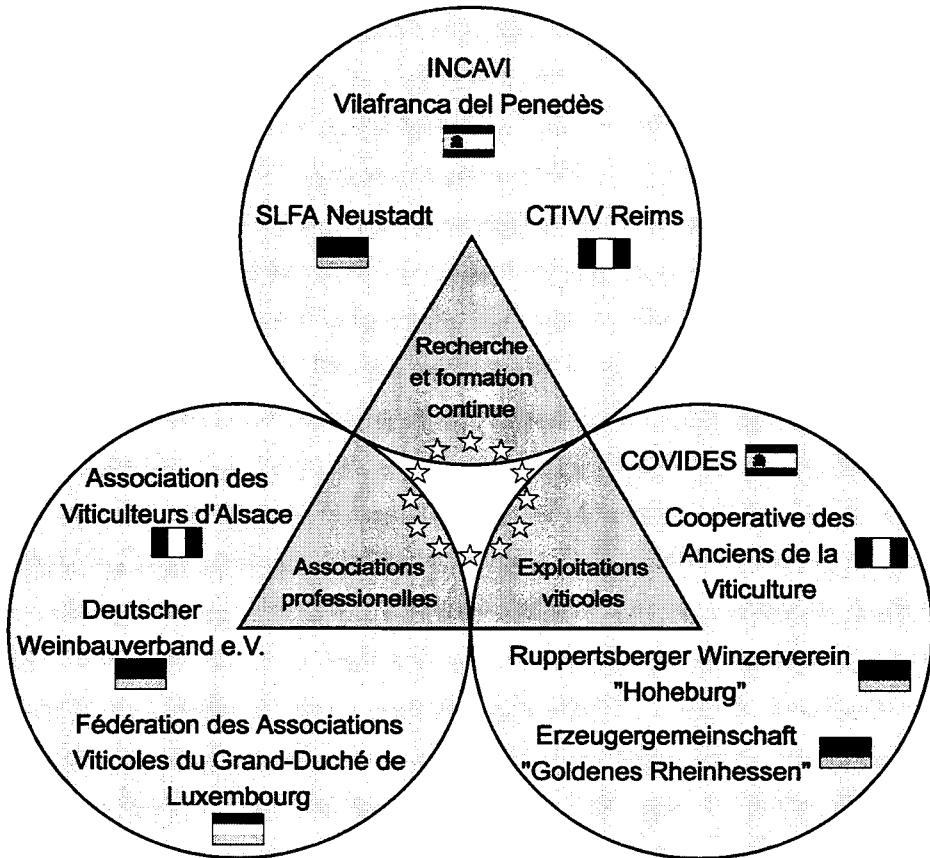 INCAVI
Vilafranca del Penedès
SLFA Neustadt
CTIVV Reims
Recherche
et formation
continue
Association des
Viticulteurs d'Alsace
Deutscher
Weinbauverband e.V.
Fédération des Associations
Viticoles du Grand-Duché de
Luxembourg
Associations
professionelles
Exploitations
viticoles
COVIDES
Cooperative des
Anciens de la
Viticulture
Ruppertsberger Winzerverein
"Hoheburg"
Erzeugergemeinschaft
"Goldenes Rheinhessen"